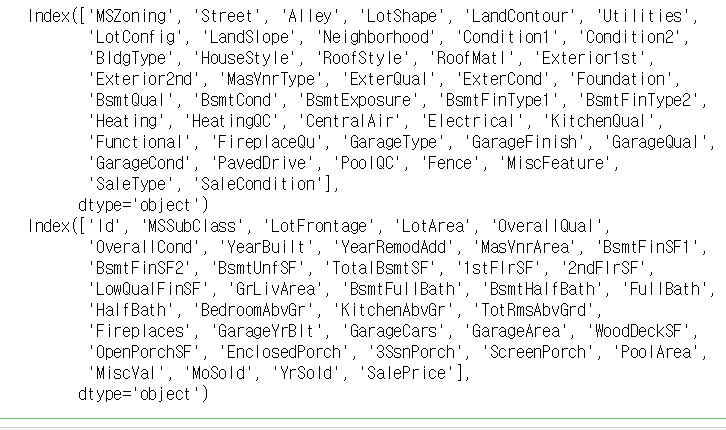 Index(['MSZoning', 'Street', 'Alley', 'LotShape', 'LandContour', 'Utilities',
'LotConfig', 'LandSlope', 'Neighborhood', 'Condition1', 'Condition2',
'BldgType', 'HouseStyle', 'RoofStyle', 'RoofMatl', 'Exterior1st',
'Exterior2nd', 'MasVnrType', 'ExterQual', 'ExterCond', 'Foundation',
'BsmtQual', 'BsmtCond', 'BsmtExposure', 'BsmtFinType1', 'BsmtFinType2',
'Heating', 'HeatingQC', 'CentralAir', 'Electrical', 'KitchenQual',
'Functional', 'FireplaceQu', 'GarageType', 'GarageFinish', 'GarageQual',
'GarageCond', 'PavedDrive', 'PoolQC', 'Fence', 'MiscFeature',
'SaleType', 'SaleCondition'],
dtype='object')
Index(['Id', 'MSSubClass', 'LotFrontage', 'LotArea', 'OverallQual',
'OverallCond', 'YearBuilt', 'YearRemodAdd', 'MasVnrArea', 'BsmtFinSF1',
'BsmtFinSF2', 'BsmtUnfSF', 'TotalBsmtSF', '1stFlrSF', '2ndFlrSF',
'LowQualFinSF', 'GrLivArea', 'BsmtFullBath', 'BsmtHalfBath', 'FullBath',
'HalfBath', 'BedroomAbvGr', 'KitchenAbvGr', 'TotRmsAbvGrd',
'Fireplaces', 'GarageYrBlt', 'GarageCars', 'GarageArea', 'WoodDeckSF',
'OpenPorchSF', 'EnclosedPorch', '3SsnPorch', 'ScreenPorch', 'PoolArea',
'MiscVal', 'MoSold', 'YrSold', 'SalePrice'],
dtype='object')